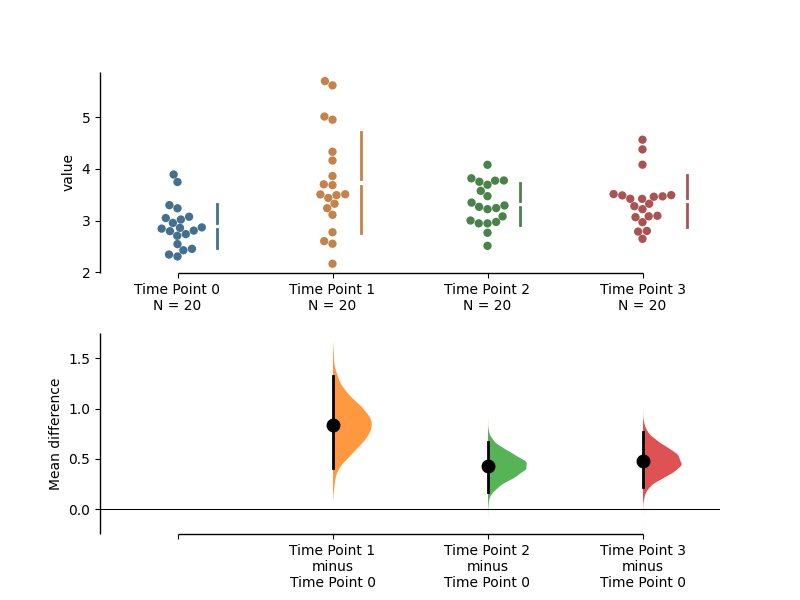 5
4
3
2
value
Time Point 0
N = 20
Time Point 1
N = 20
Time Point 2
N = 20
Time Point 3
N = 20
1.5
1.0
0.5
0.0
Mean difference
Time Point 1
minus
Time Point 0
Time Point 2
minus
Time Point 0
Time Point 3
minus
Time Point 0